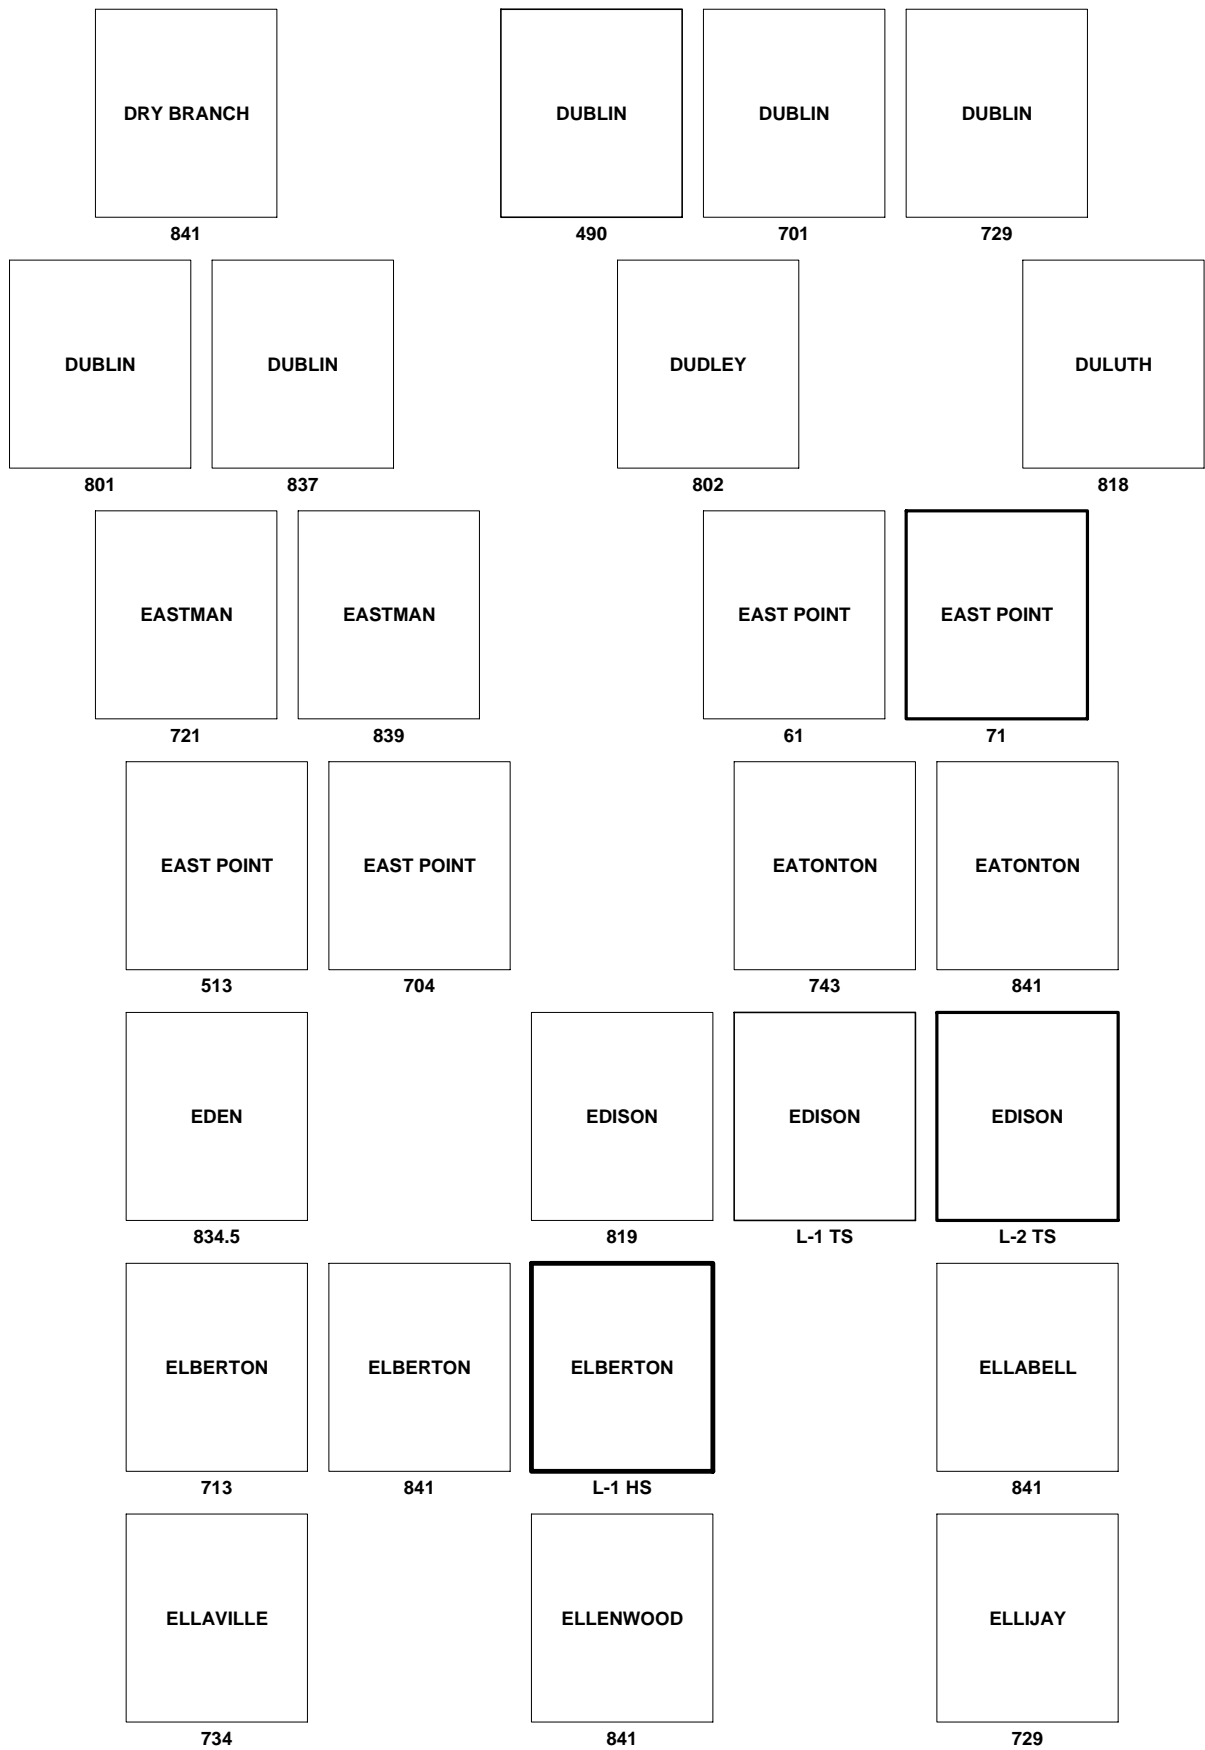 DRY BRANCH
DUBLIN
DUBLIN
DUBLIN
841
490
701
729
DUBLIN
DUBLIN
DUDLEY
DULUTH
801
837
802
818
EASTMAN
EASTMAN
EAST POINT
EAST POINT
721
839
61
71
EAST POINT
EAST POINT
EATONTON
EATONTON
513
704
743
841
EDEN
EDISON
EDISON
EDISON
834.5
819
L-1 TS
L-2 TS
ELBERTON
ELBERTON
ELBERTON
ELLABELL
713
841
L-1 HS
841
ELLAVILLE
ELLENWOOD
ELLIJAY
734
841
729